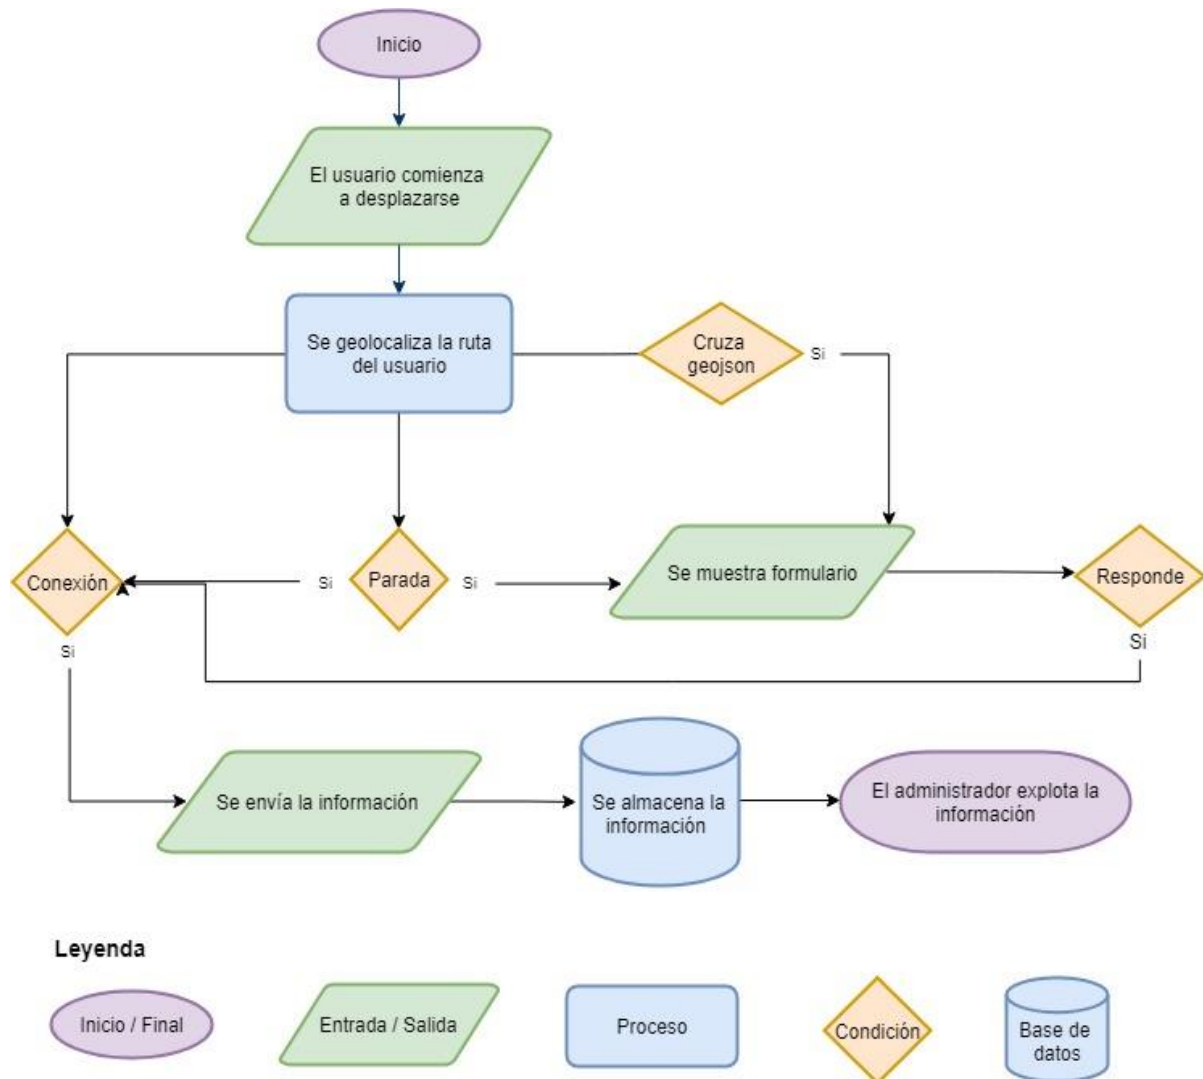 Inicio
El usuario comienza
a desplazarse
Se geolocaliza la ruta
del usuario
Cruza
geojson
Si
Conexión
Si
Parada
Si
Se muestra formulario
Responde
Si
Si
Se envía la información
Se almacena la
información
El administrador explota la
información
Leyenda
Inicio / Final
Entrada / Salida
Proceso
Condición
Base de
datos